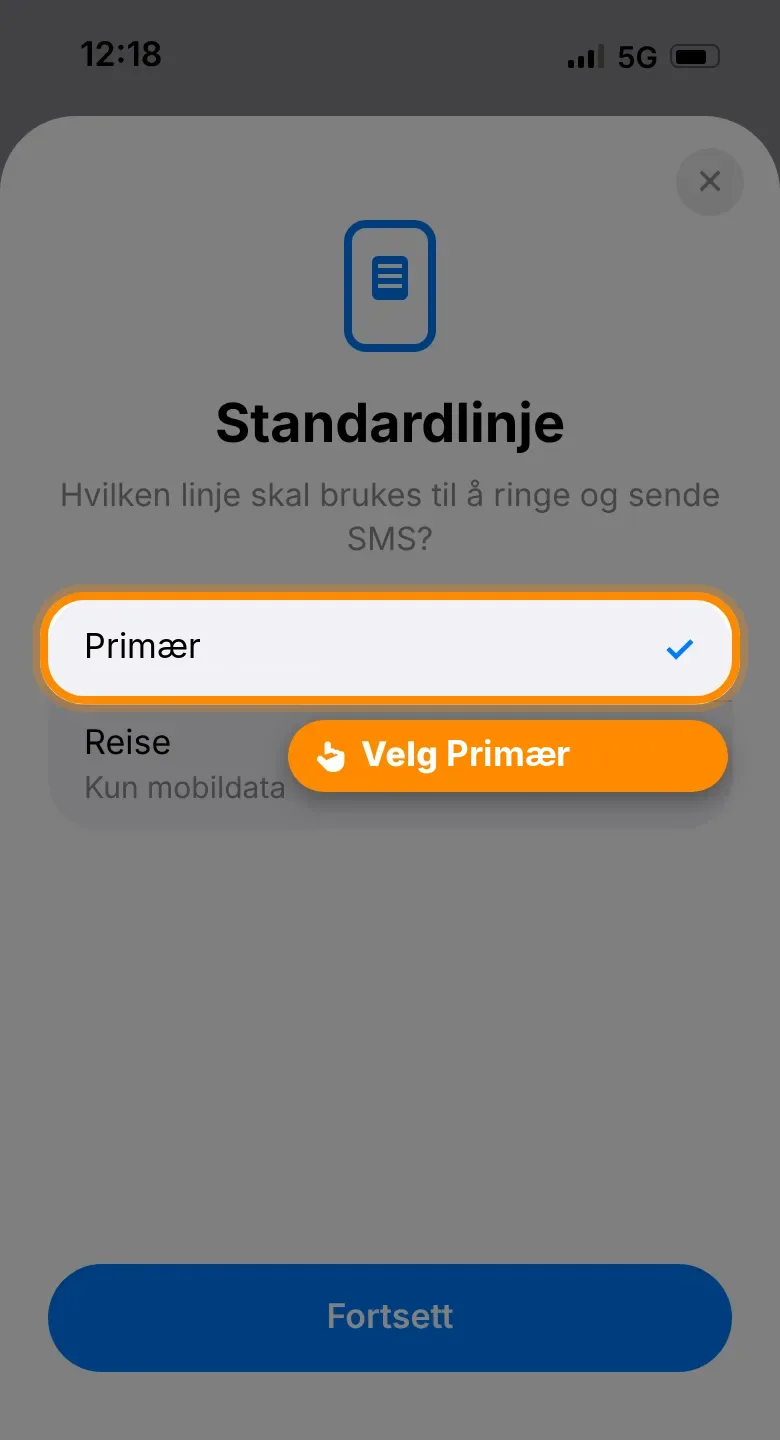 12:18
5G
Standardlinje
Hvilken linje skal brukes til å ringe og sende
SMS?
Primær
Reise
Kun mobildata
Velg Primær
Fortsett